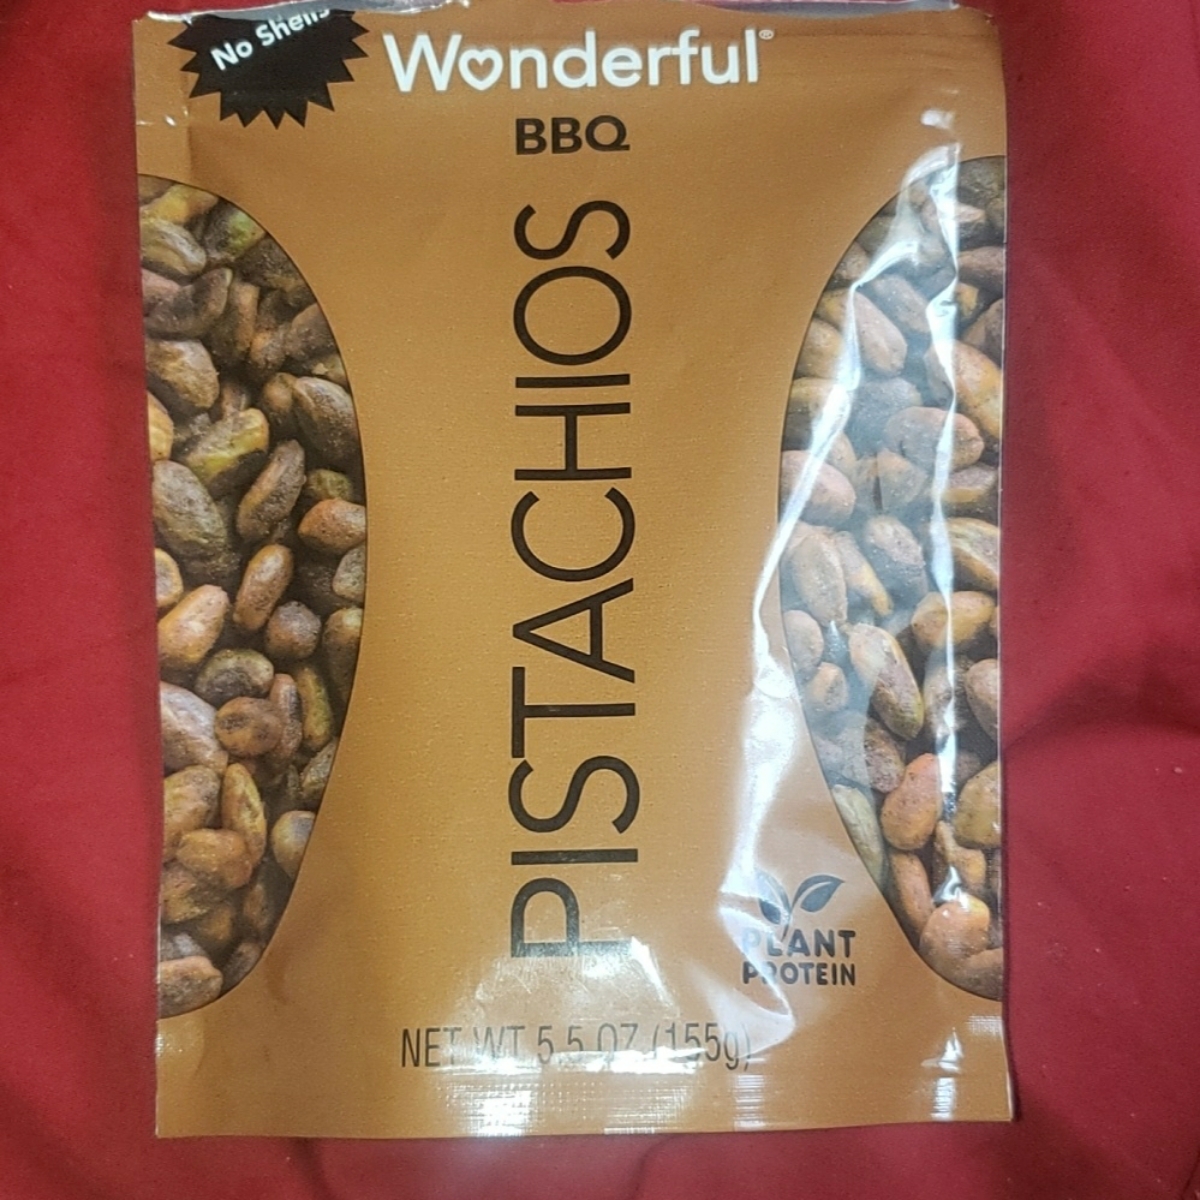 No Shells
Wonderful®
BBQ
PISTACHIOS
PLANT
PROTEIN
NET WT 5.5 OZ (155g)